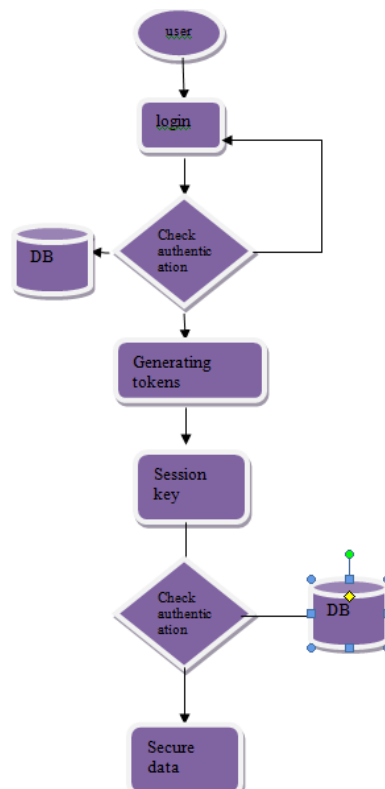 user
login
Check
authentic
ation
DB
Generating
tokens
Session
key
Check
authentic
ation
DB
Secure
data